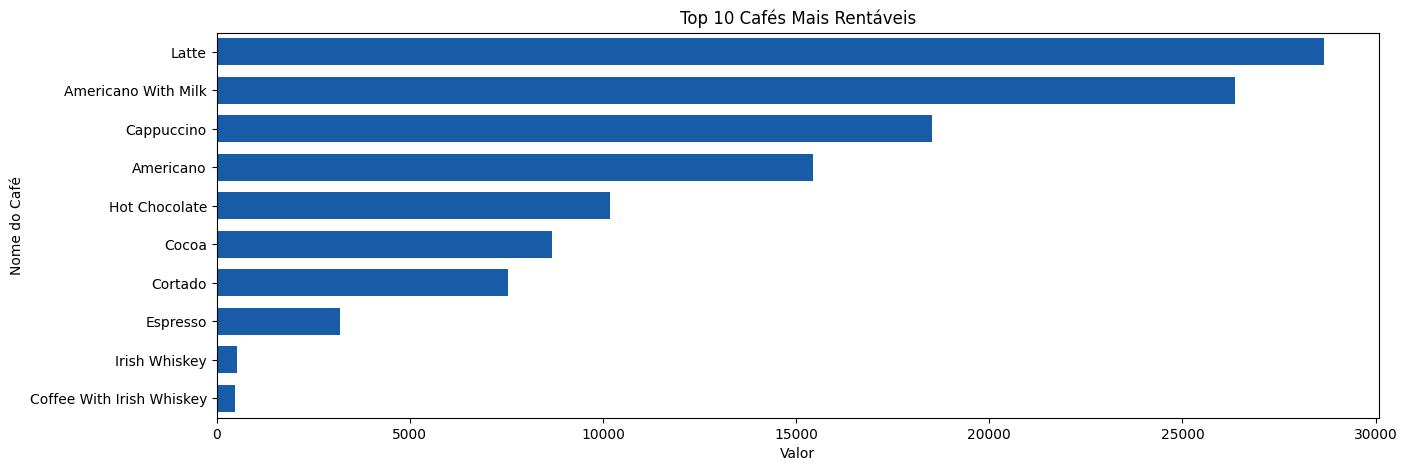 Top 10 Cafés Mais Rentáveis
Nome do Café
Latte
Americano With Milk
Cappuccino
Americano
Hot Chocolate
Cocoa
Cortado
Espresso
Irish Whiskey
Coffee With Irish Whiskey
0 5000 10000 15000 20000 25000 30000
Valor